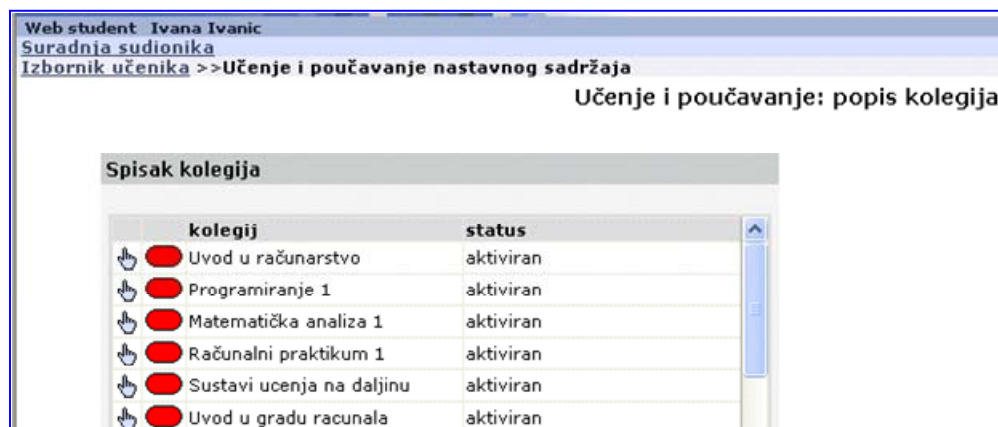 Web student Ivana Ivanic
Suradnja sudionika
Izbornik učenika >>Učenje i poučavanje nastavnog sadržaja
Učenje i poučavanje: popis kolegija
Spisak kolegija
kolegij status
Uvod u računarstvo aktiviran
Programiranje 1 aktiviran
Matematička analiza 1 aktiviran
Računalni praktikum 1 aktiviran
Sustavi ucenja na daljinu aktiviran
Uvod u gradu racunala aktiviran